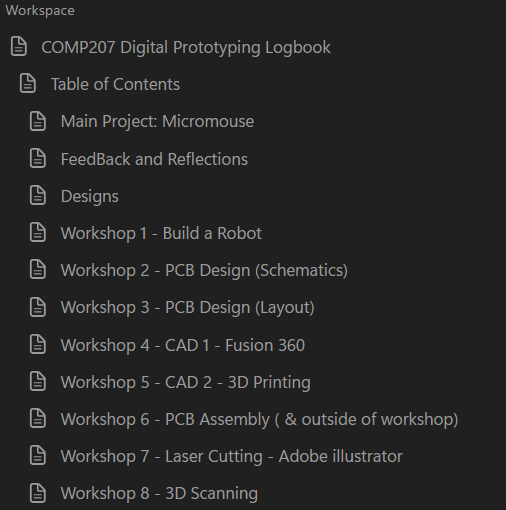 Workspace
COMP207 Digital Prototyping Logbook
Table of Contents
Main Project: Micromouse
FeedBack and Reflections
Designs
Workshop 1 - Build a Robot
Workshop 2 - PCB Design (Schematics)
Workshop 3 - PCB Design (Layout)
Workshop 4 - CAD 1 - Fusion 360
Workshop 5 - CAD 2 - 3D Printing
Workshop 6 - PCB Assembly ( & outside of workshop)
Workshop 7 - Laser Cutting - Adobe illustrator
Workshop 8 - 3D Scanning